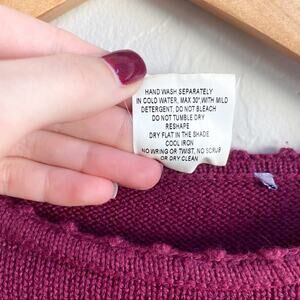 HAND WASH SEPARATELY
IN COLD WATER, MAX 30° WITH MILD
DETERGENT, DO NOT BLEACH
DO NOT TUMBLE DRY
RESHAPE
DRY FLAT IN THE SHADE
COOL IRON
NO WRING OR TWIST, NO SCRUB
OR DRY CLEAN